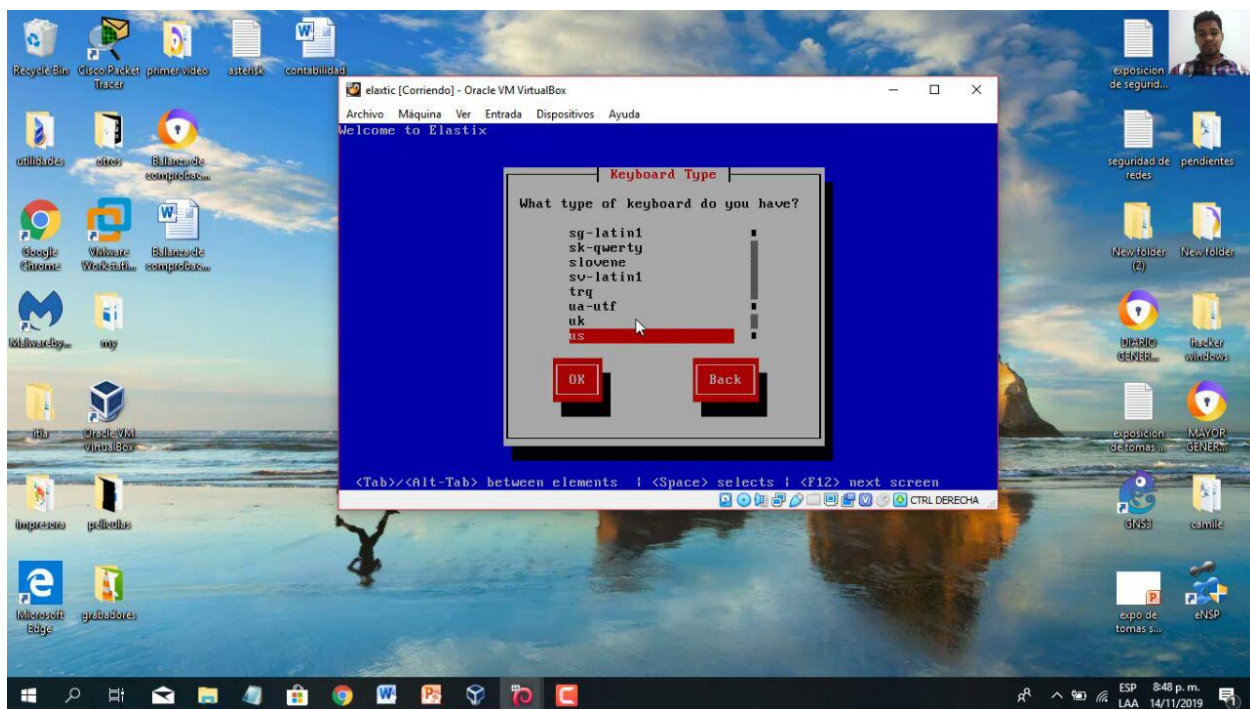 Recycle Bin
Cisco Packet Tracer
primer video
asterisk
contabilidad
utilidades
otros
Balanza de comprobac...
Google Chrome
VMware Workstati...
Balanza de comprobac...
Malwareby...
my
itla
Oracle VM VirtualBox
impresora
peliculas
Microsoft Edge
grabadores
elaxtic [Corriendo] - Oracle VM VirtualBox
Archivo Máquina Ver Entrada Dispositivos Ayuda
Welcome to Elastix
Keyboard Type
What type of keyboard do you have?
sg-latin1
sk-qwerty
slovene
sv-latin1
trq
ua-utf
uk
us
OK Back
<Tab>/<Alt-Tab> between elements | <Space> selects | <F12> next screen
CTRL DERECHA
exposicion de segurid...
seguridad de redes
pendientes
New folder (2)
New folder
DIARIO GENER...
hacker windows
exposicion de tomas ...
MAYOR GENER...
GNS3
camile
expo de tomas s...
eNSP
ESP 8:48 p. m.
LAA 14/11/2019